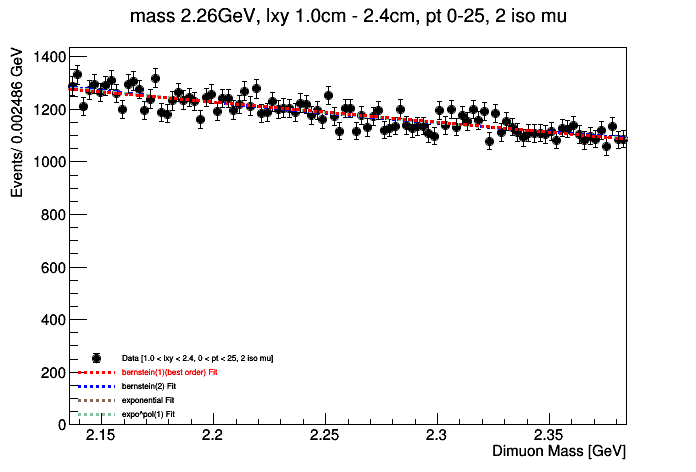 mass 2.26GeV, lxy 1.0cm - 2.4cm, pt 0-25, 2 iso mu
Events/ 0.002486 GeV
1400
1200
1000
800
600
400
200
0
Data [1.0 < lxy < 2.4, 0 < pt < 25, 2 iso mu]
bernstein(1)(best order) Fit
bernstein(2) Fit
exponential Fit
expo*pol(1) Fit
2.15 2.2 2.25 2.3 2.35
Dimuon Mass [GeV]